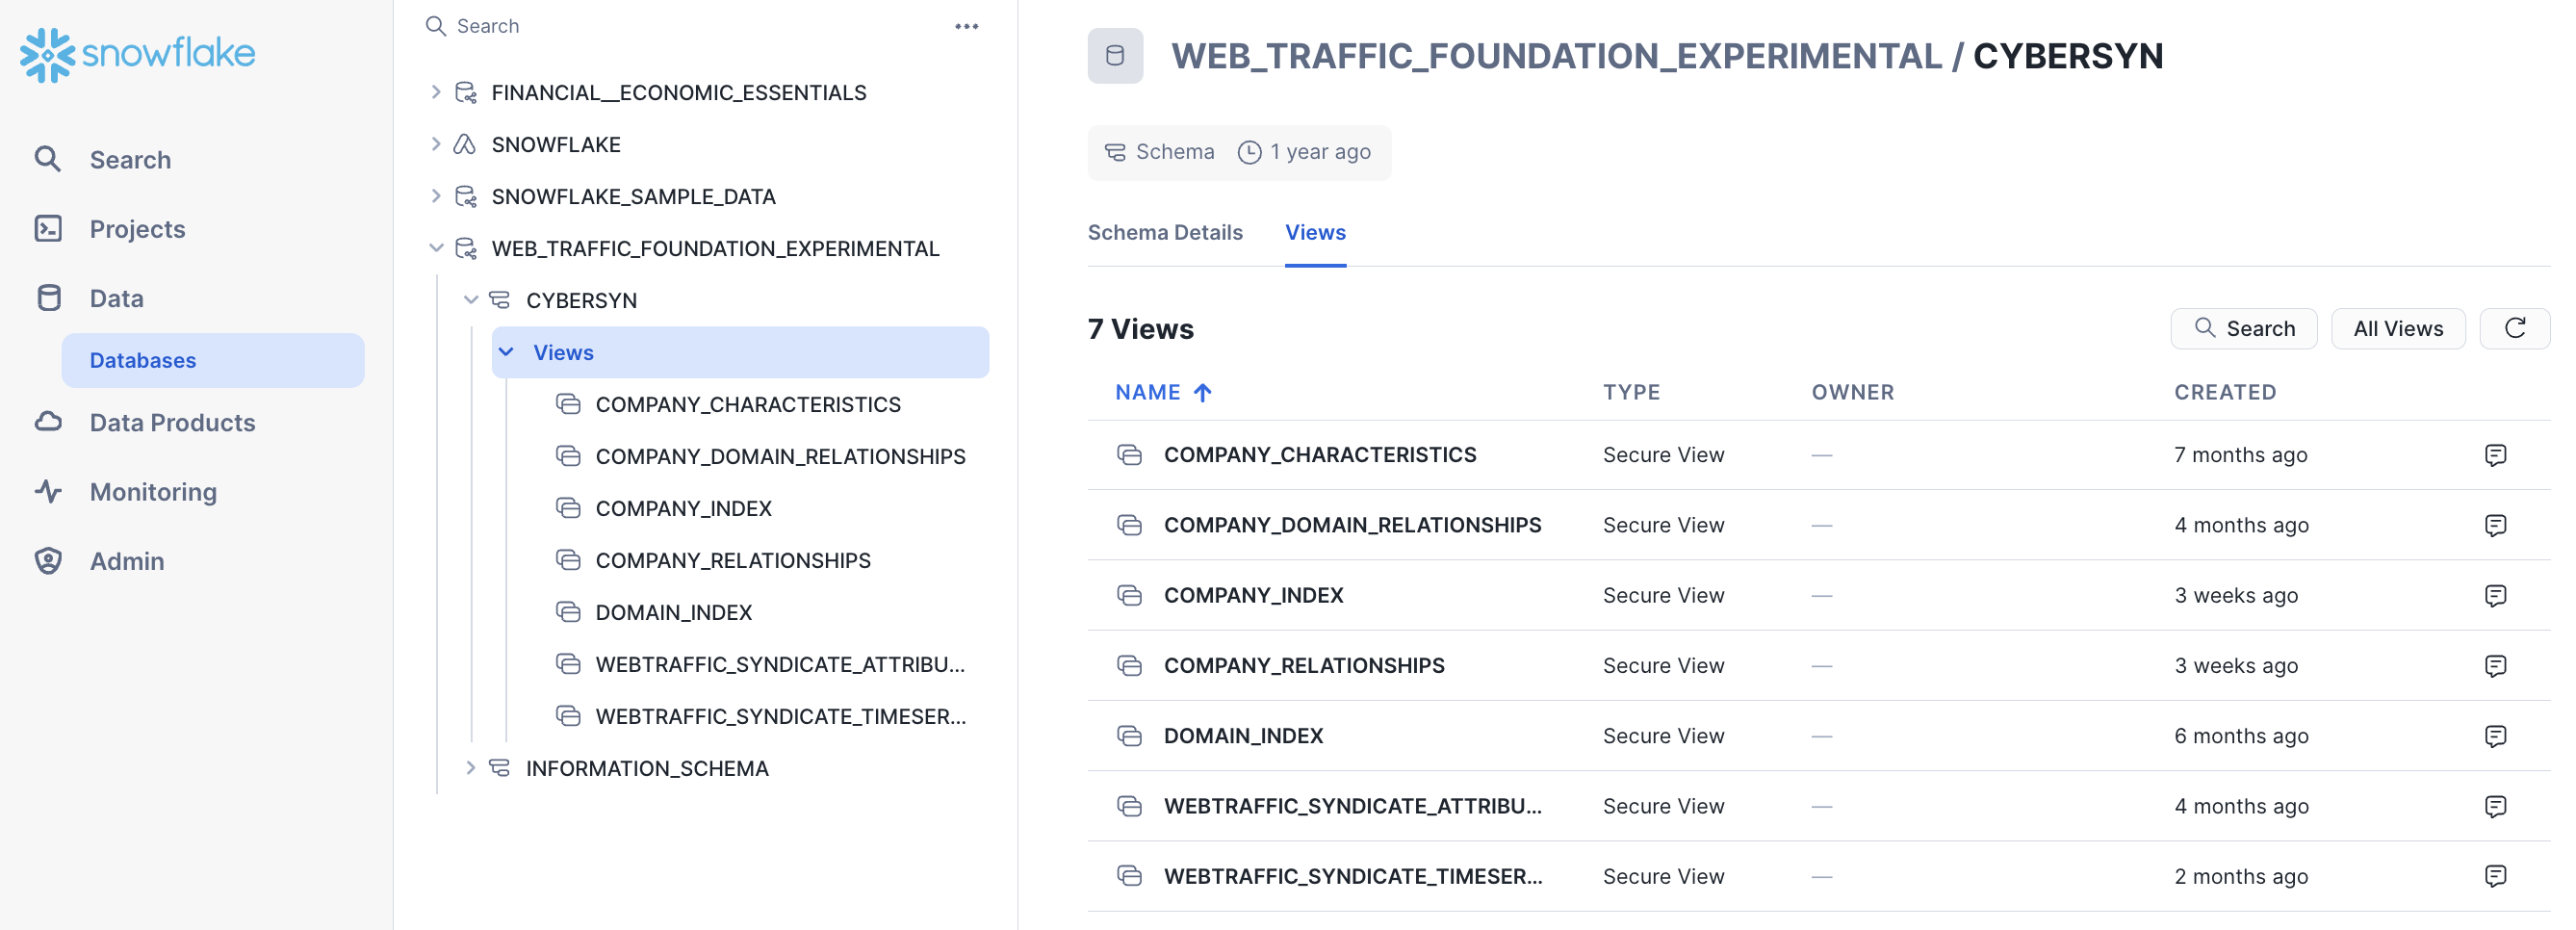 snowflake
Search
Projects
Data
Databases
Data Products
Monitoring
Admin
Search
FINANCIAL__ECONOMIC_ESSENTIALS
SNOWFLAKE
SNOWFLAKE_SAMPLE_DATA
WEB_TRAFFIC_FOUNDATION_EXPERIMENTAL
CYBERSYN
Views
COMPANY_CHARACTERISTICS
COMPANY_DOMAIN_RELATIONSHIPS
COMPANY_INDEX
COMPANY_RELATIONSHIPS
DOMAIN_INDEX
WEBTRAFFIC_SYNDICATE_ATTRIBU...
WEBTRAFFIC_SYNDICATE_TIMESER...
INFORMATION_SCHEMA
WEB_TRAFFIC_FOUNDATION_EXPERIMENTAL / CYBERSYN
Schema 1 year ago
Schema Details Views
7 Views Search All Views
NAME TYPE OWNER CREATED
COMPANY_CHARACTERISTICS Secure View — 7 months ago
COMPANY_DOMAIN_RELATIONSHIPS Secure View — 4 months ago
COMPANY_INDEX Secure View — 3 weeks ago
COMPANY_RELATIONSHIPS Secure View — 3 weeks ago
DOMAIN_INDEX Secure View — 6 months ago
WEBTRAFFIC_SYNDICATE_ATTRIBU... Secure View — 4 months ago
WEBTRAFFIC_SYNDICATE_TIMESER... Secure View — 2 months ago